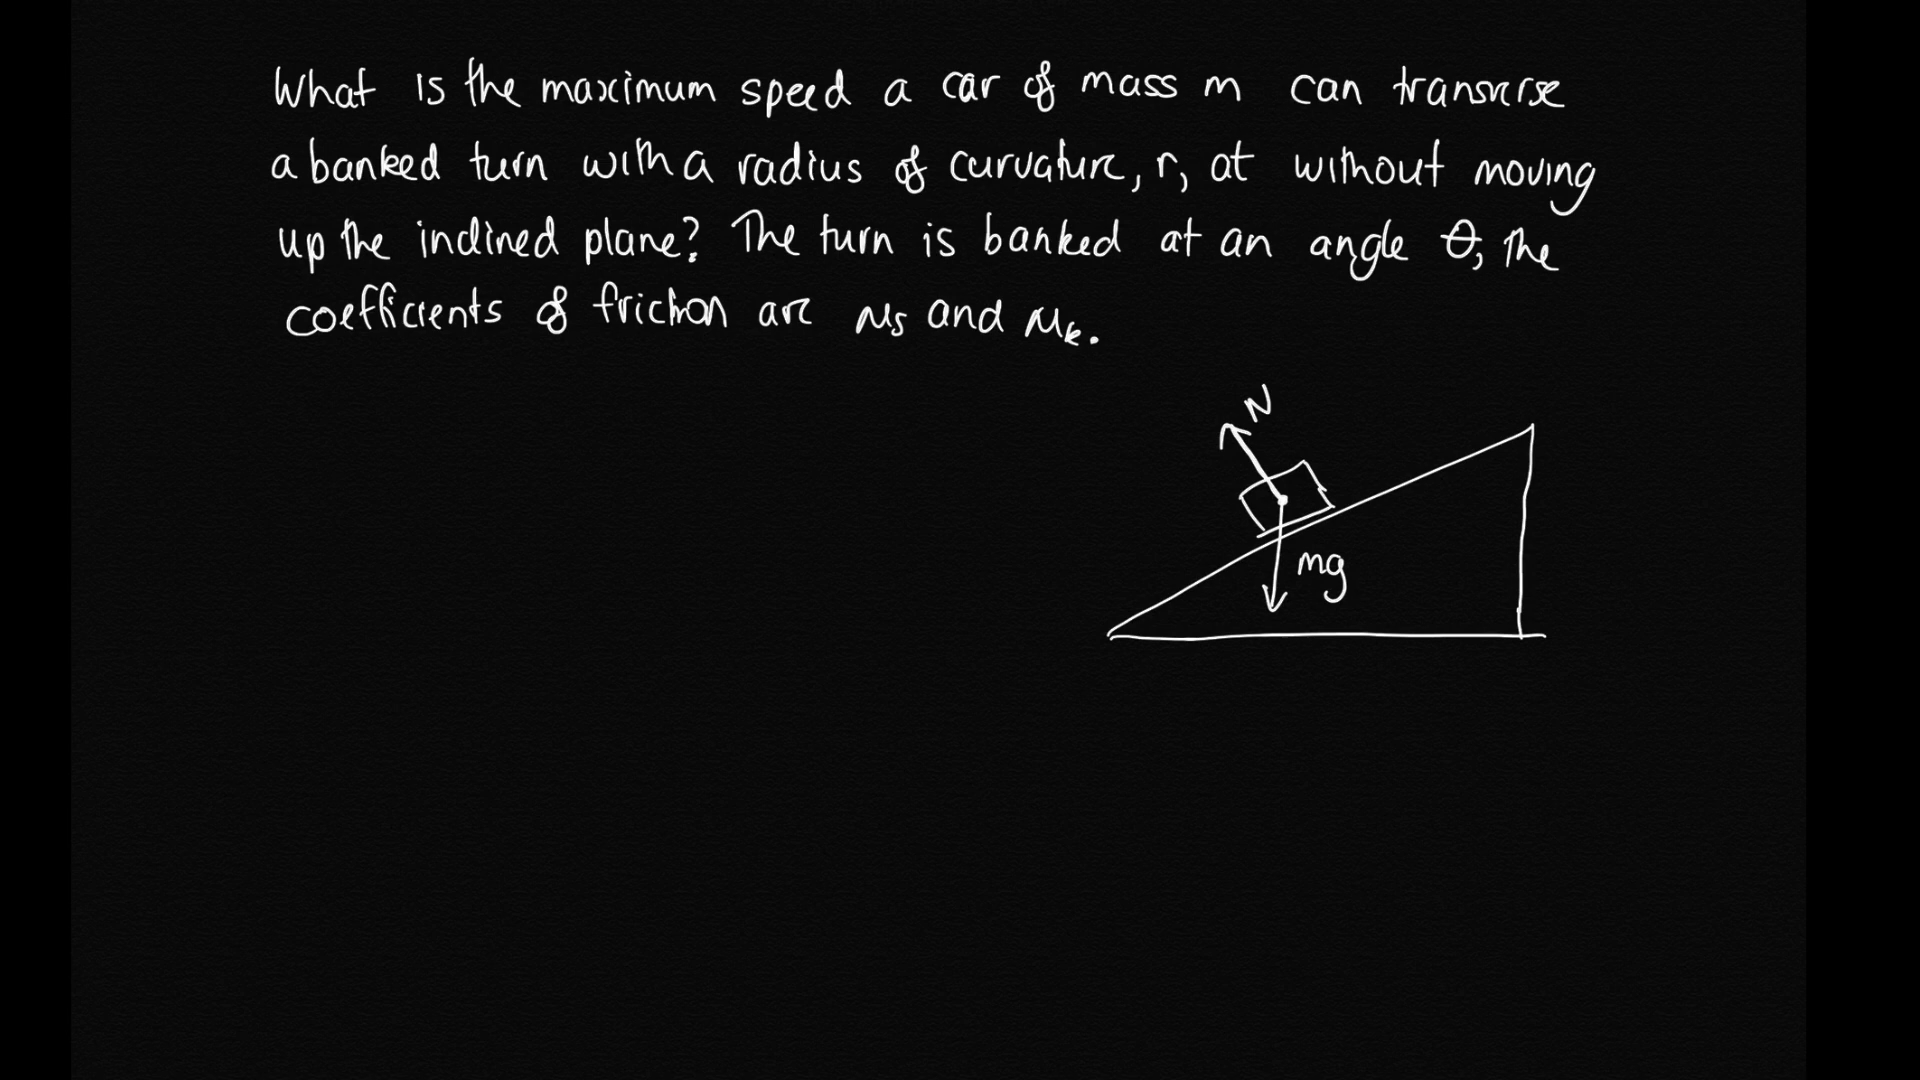 What is the maximum speed a car of mass m can transverse
a banked turn with a radius of curvature, r, at without moving
up the inclined plane? The turn is banked at an angle θ, the
coefficients of friction are μs and μk.
N
mg